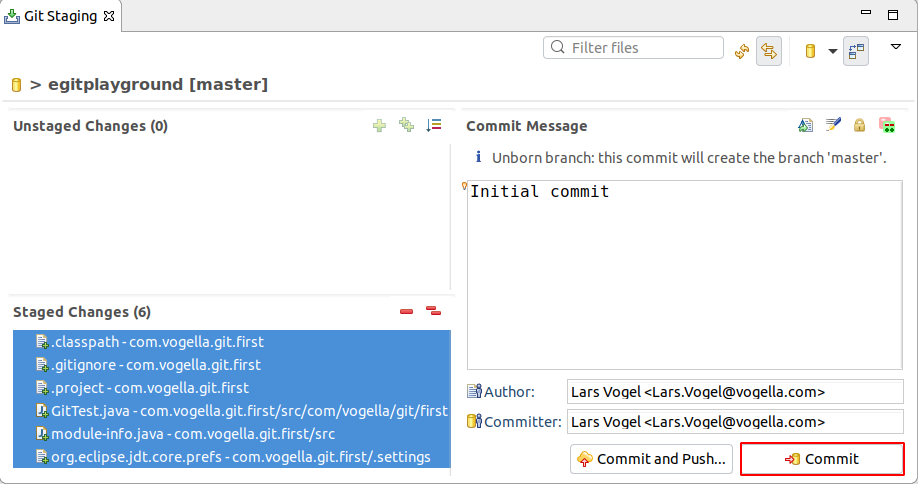 Git Staging
Filter files
> egitplayground [master]
Unstaged Changes (0)
Staged Changes (6)
.classpath - com.vogella.git.first
.gitignore - com.vogella.git.first
.project - com.vogella.git.first
GitTest.java - com.vogella.git.first/src/com/vogella/git/first
module-info.java - com.vogella.git.first/src
org.eclipse.jdt.core.prefs - com.vogella.git.first/.settings
Commit Message
Unborn branch: this commit will create the branch 'master'.
Initial commit
Author: Lars Vogel <Lars.Vogel@vogella.com>
Committer: Lars Vogel <Lars.Vogel@vogella.com>
Commit and Push... Commit